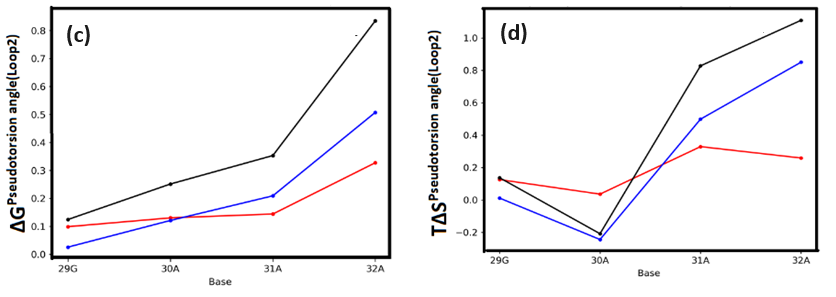 (c)
ΔG^Pseudotorsion angle(Loop2)
0.8
0.7
0.6
0.5
0.4
0.3
0.2
0.1
0.0
29G 30A 31A 32A
Base
(d)
TΔS^Pseudotorsion angle(Loop2)
1.0
0.8
0.6
0.4
0.2
0.0
−0.2
29G 30A 31A 32A
Base